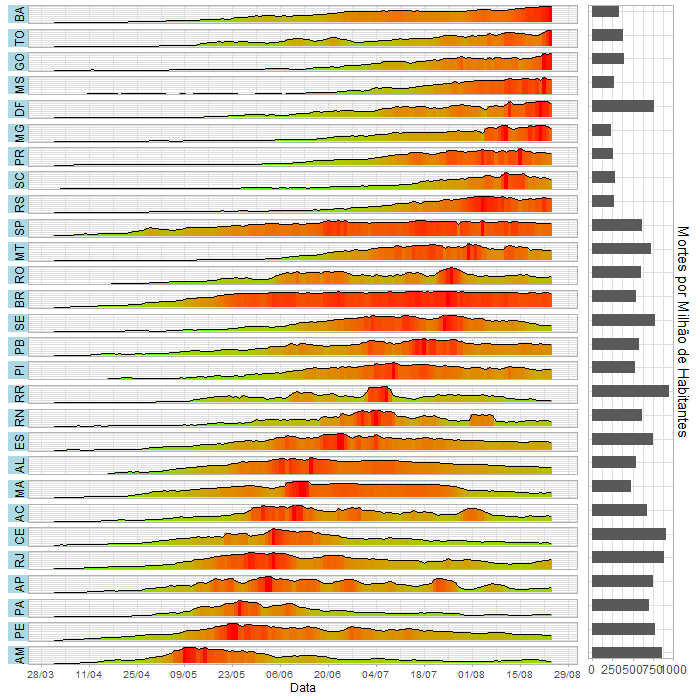 BA
TO
GO
MS
DF
MG
PR
SC
RS
SP
MT
RO
BR
SE
PB
PI
RR
RN
ES
AL
MA
AC
CE
RJ
AP
PA
PE
AM
28/03 11/04 25/04 09/05 23/05 06/06 20/06 04/07 18/07 01/08 15/08 29/08
Data
0 250 500 750 1000
Mortes por Milhão de Habitantes